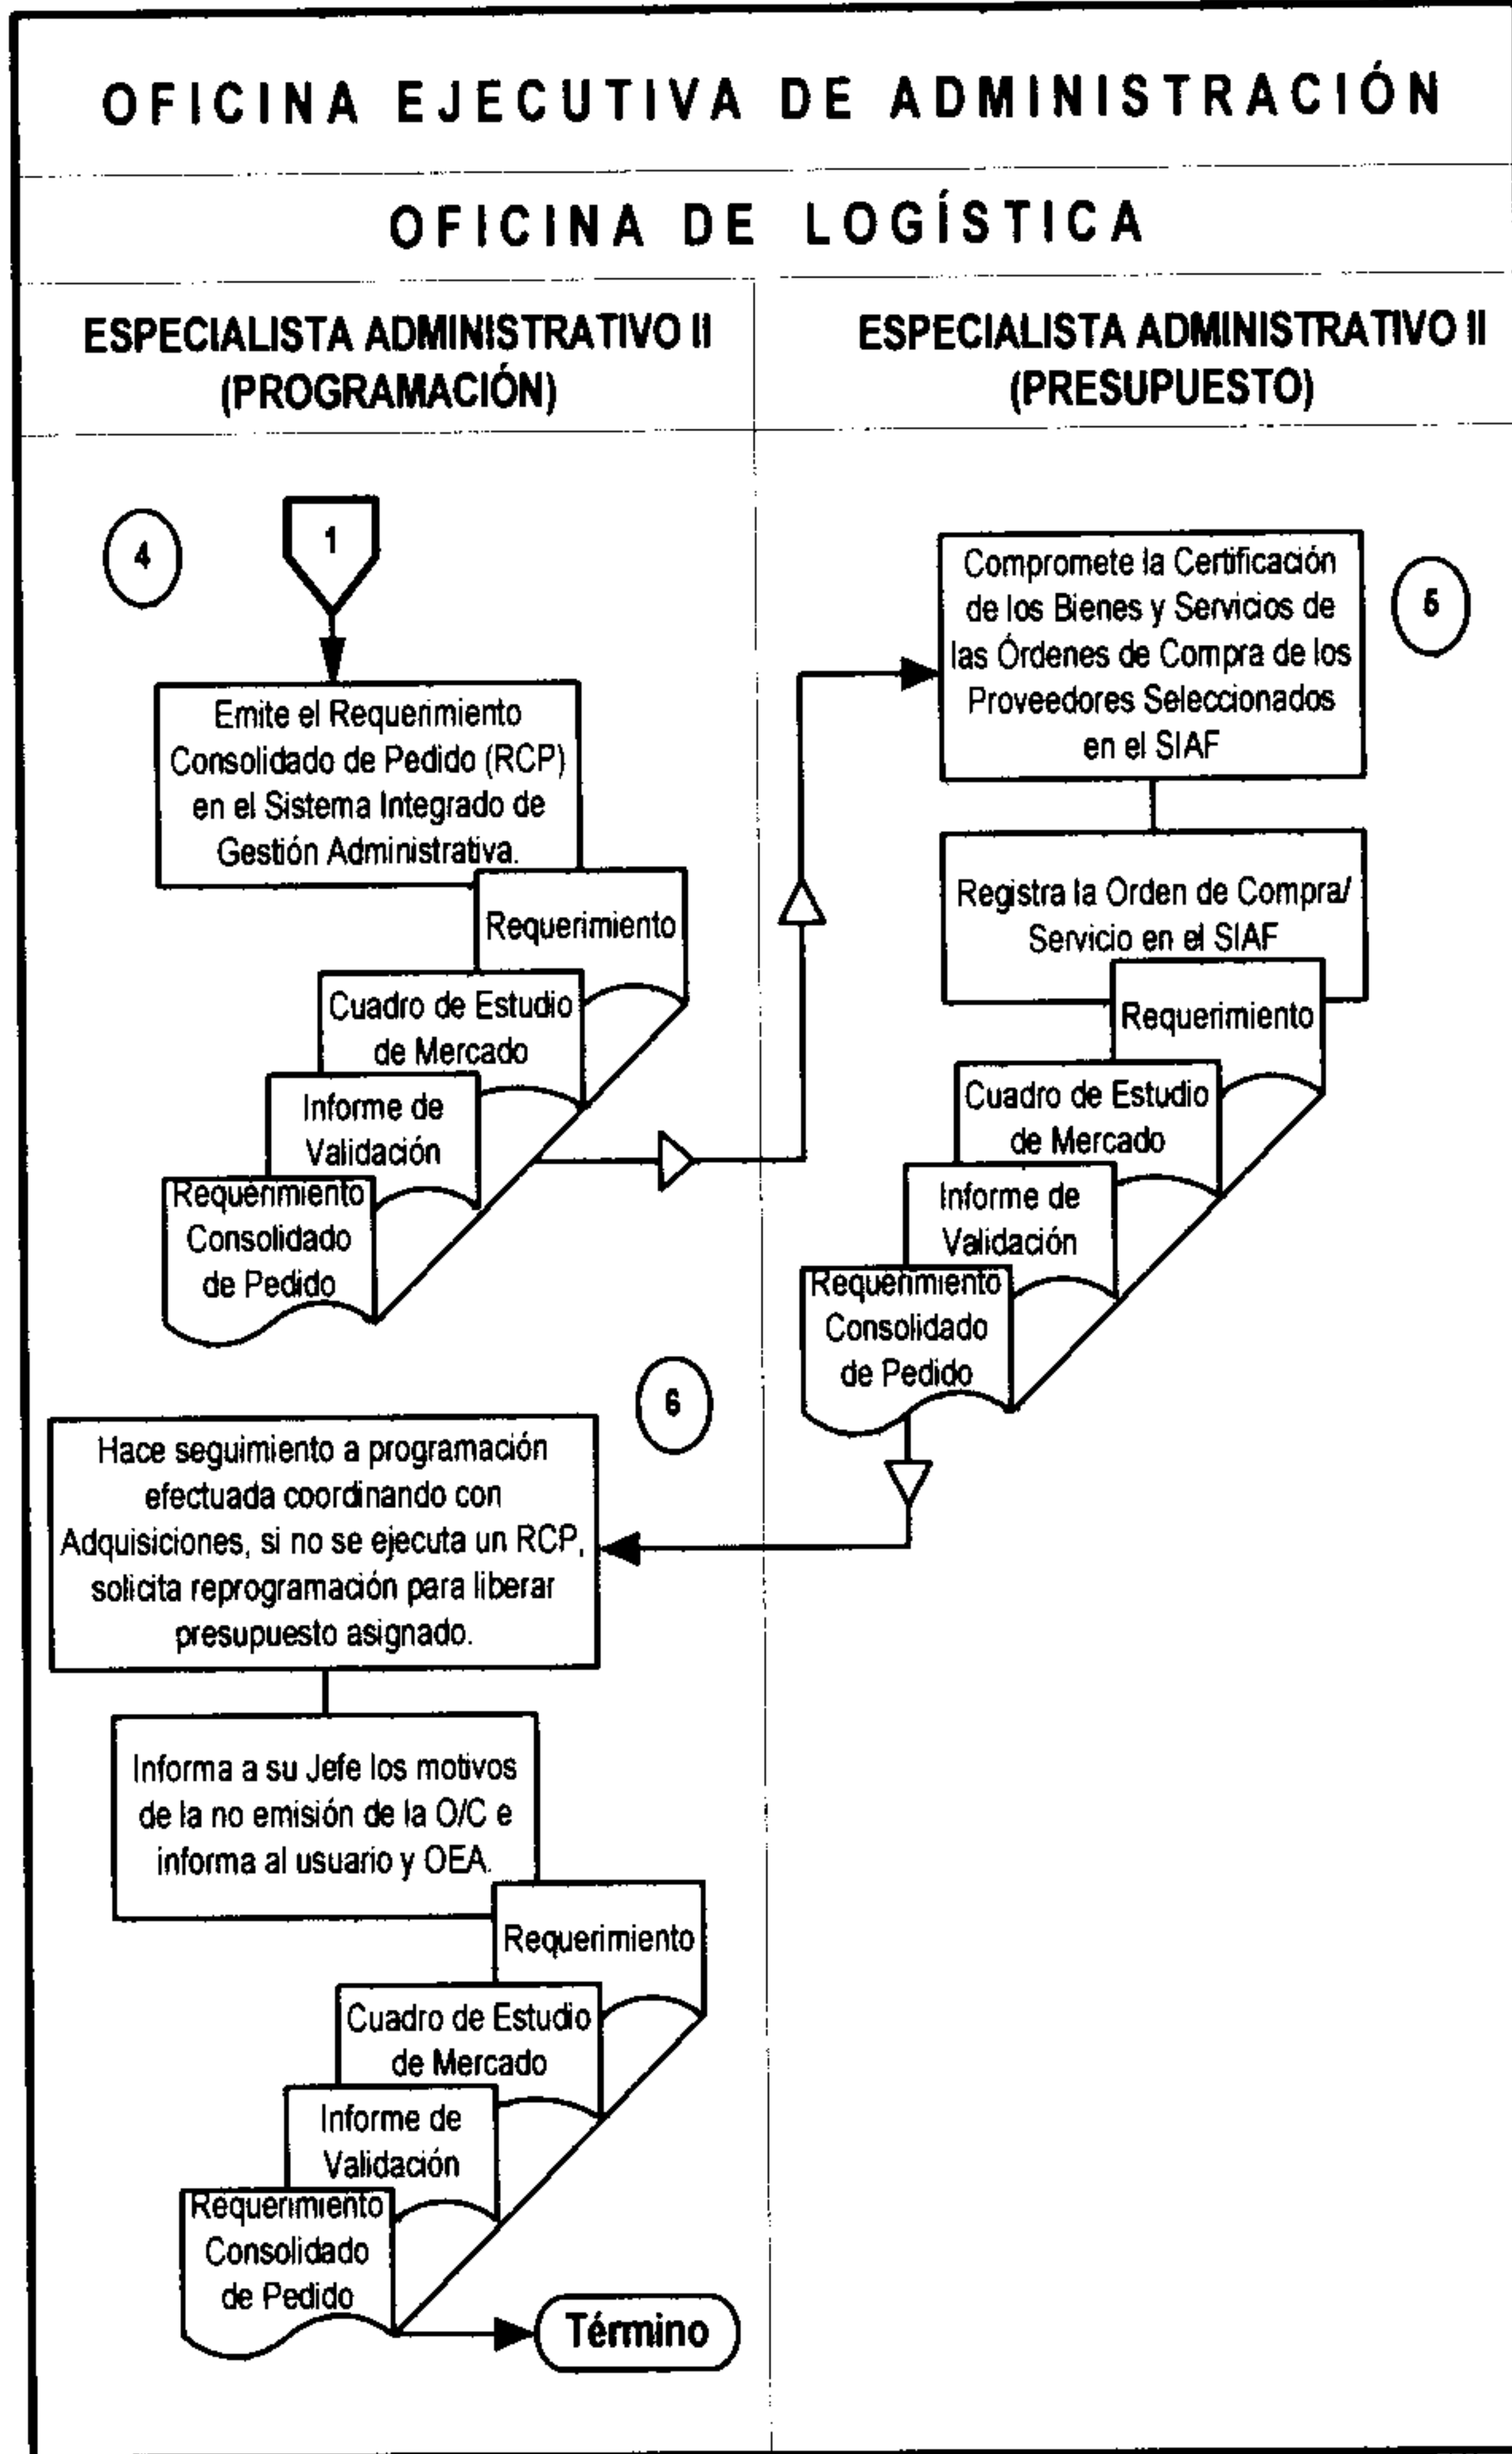 OFICINA EJECUTIVA DE ADMINISTRACIÓN
OFICINA DE LOGÍSTICA
ESPECIALISTA ADMINISTRATIVO II
(PROGRAMACIÓN)
ESPECIALISTA ADMINISTRATIVO II
(PRESUPUESTO)
4
1
Emite el Requerimiento
Consolidado de Pedido (RCP)
en el Sistema Integrado de
Gestión Administrativa.
Requerimiento
Cuadro de Estudio
de Mercado
Informe de
Validación
Requerimiento
Consolidado
de Pedido
Compromete la Certificación
de los Bienes y Servicios de
las Órdenes de Compra de los
Proveedores Seleccionados
en el SIAF
5
Registra la Orden de Compra/
Servicio en el SIAF
Requerimiento
Cuadro de Estudio
de Mercado
Informe de
Validación
Requerimiento
Consolidado
de Pedido
6
Hace seguimiento a programación
efectuada coordinando con
Adquisiciones, si no se ejecuta un RCP,
solicita reprogramación para liberar
presupuesto asignado.
Informa a su Jefe los motivos
de la no emisión de la O/C e
informa al usuario y OEA.
Requerimiento
Cuadro de Estudio
de Mercado
Informe de
Validación
Requerimiento
Consolidado
de Pedido
Término